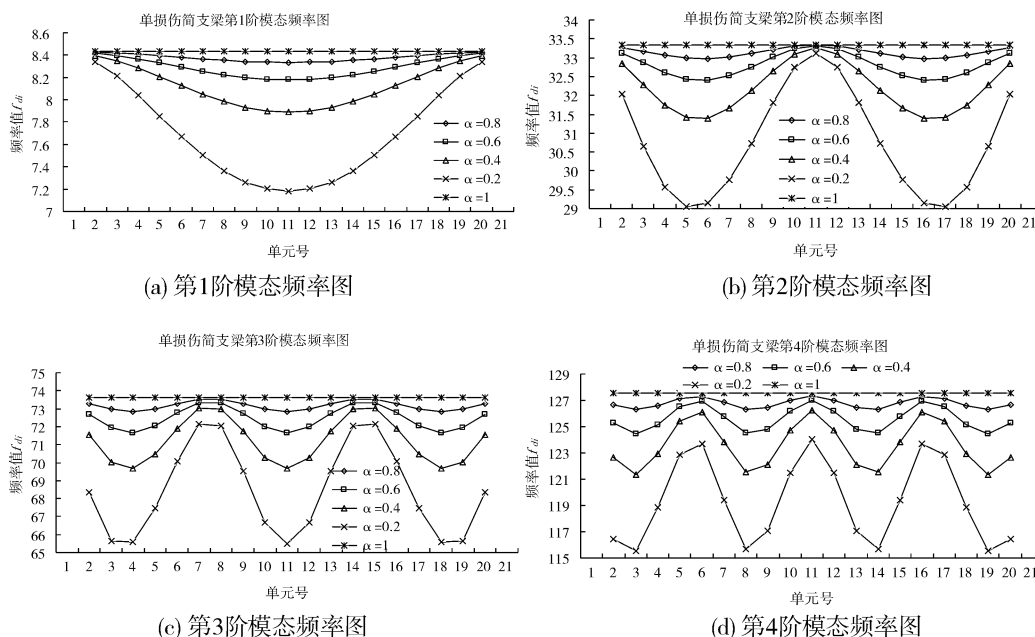 单损伤简支梁第1阶模态频率图
8.6
8.4
8.2
8
7.8
7.6
7.4
7.2
7
频率值f_di
α=0.8
α=0.6
α=0.4
α=0.2
α=1
1 2 3 4 5 6 7 8 9 10 11 12 13 14 15 16 17 18 19 20 21
单元号
(a) 第1阶模态频率图
单损伤简支梁第2阶模态频率图
34
33.5
33
32.5
32
31.5
31
30.5
30
29.5
29
频率值f_di
α=0.8
α=0.6
α=0.4
α=0.2
α=1
1 2 3 4 5 6 7 8 9 10 11 12 13 14 15 16 17 18 19 20 21
单元号
(b) 第2阶模态频率图
单损伤简支梁第3阶模态频率图
75
74
73
72
71
70
69
68
67
66
65
频率值f_di
α=0.8
α=0.6
α=0.4
α=0.2
α=1
1 2 3 4 5 6 7 8 9 10 11 12 13 14 15 16 17 18 19 20 21
单元号
(c) 第3阶模态频率图
单损伤简支梁第4阶模态频率图
α=0.8 α=0.6 α=0.4
α=0.2 α=1
129
127
125
123
121
119
117
115
频率值f_di
1 2 3 4 5 6 7 8 9 10 11 12 13 14 15 16 17 18 19 20 21
单元号
(d) 第4阶模态频率图